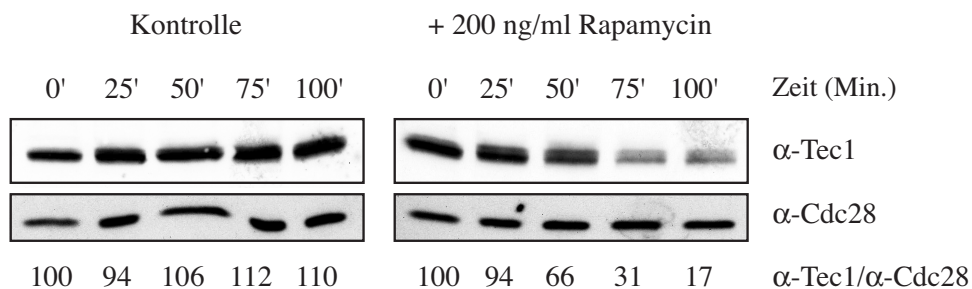 Kontrolle + 200 ng/ml Rapamycin
0' 25' 50' 75' 100' 0' 25' 50' 75' 100' Zeit (Min.)
α-Tec1
α-Cdc28
100 94 106 112 110 100 94 66 31 17 α-Tec1/α-Cdc28